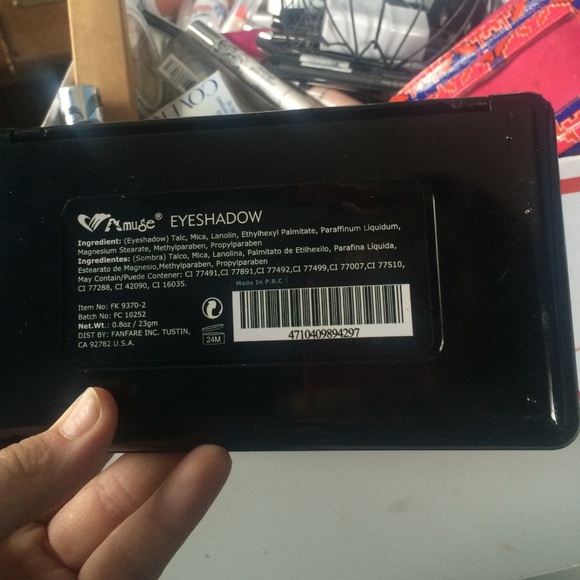 Amuse® EYESHADOW
Ingredient: (Eyeshadow) Talc, Mica, Lanolin, Ethylhexyl Palmitate, Paraffinum Liquidum,
Magnesium Stearate, Methylparaben, Propylparaben
Ingredientes: (Sombra) Talco, Mica, Lanolina, Palmitato de Etilhexilo, Parafina Líquida,
Estearato de Magnesio,Methylparaben, Propylparaben
May Contain/Puede Contener: CI 77491,CI 77891,CI 77492,CI 77499,CI 77007,CI 77510,
CI 77288, CI 42090, CI 16035.
Made In P.R.C
Item No: FK 9370-2
Batch No: FC 10252
Net.Wt.: 0.8oz / 23gm
DIST BY: FANFARE INC. TUSTIN,
CA 92782 U.S.A.
24M
4710409894297